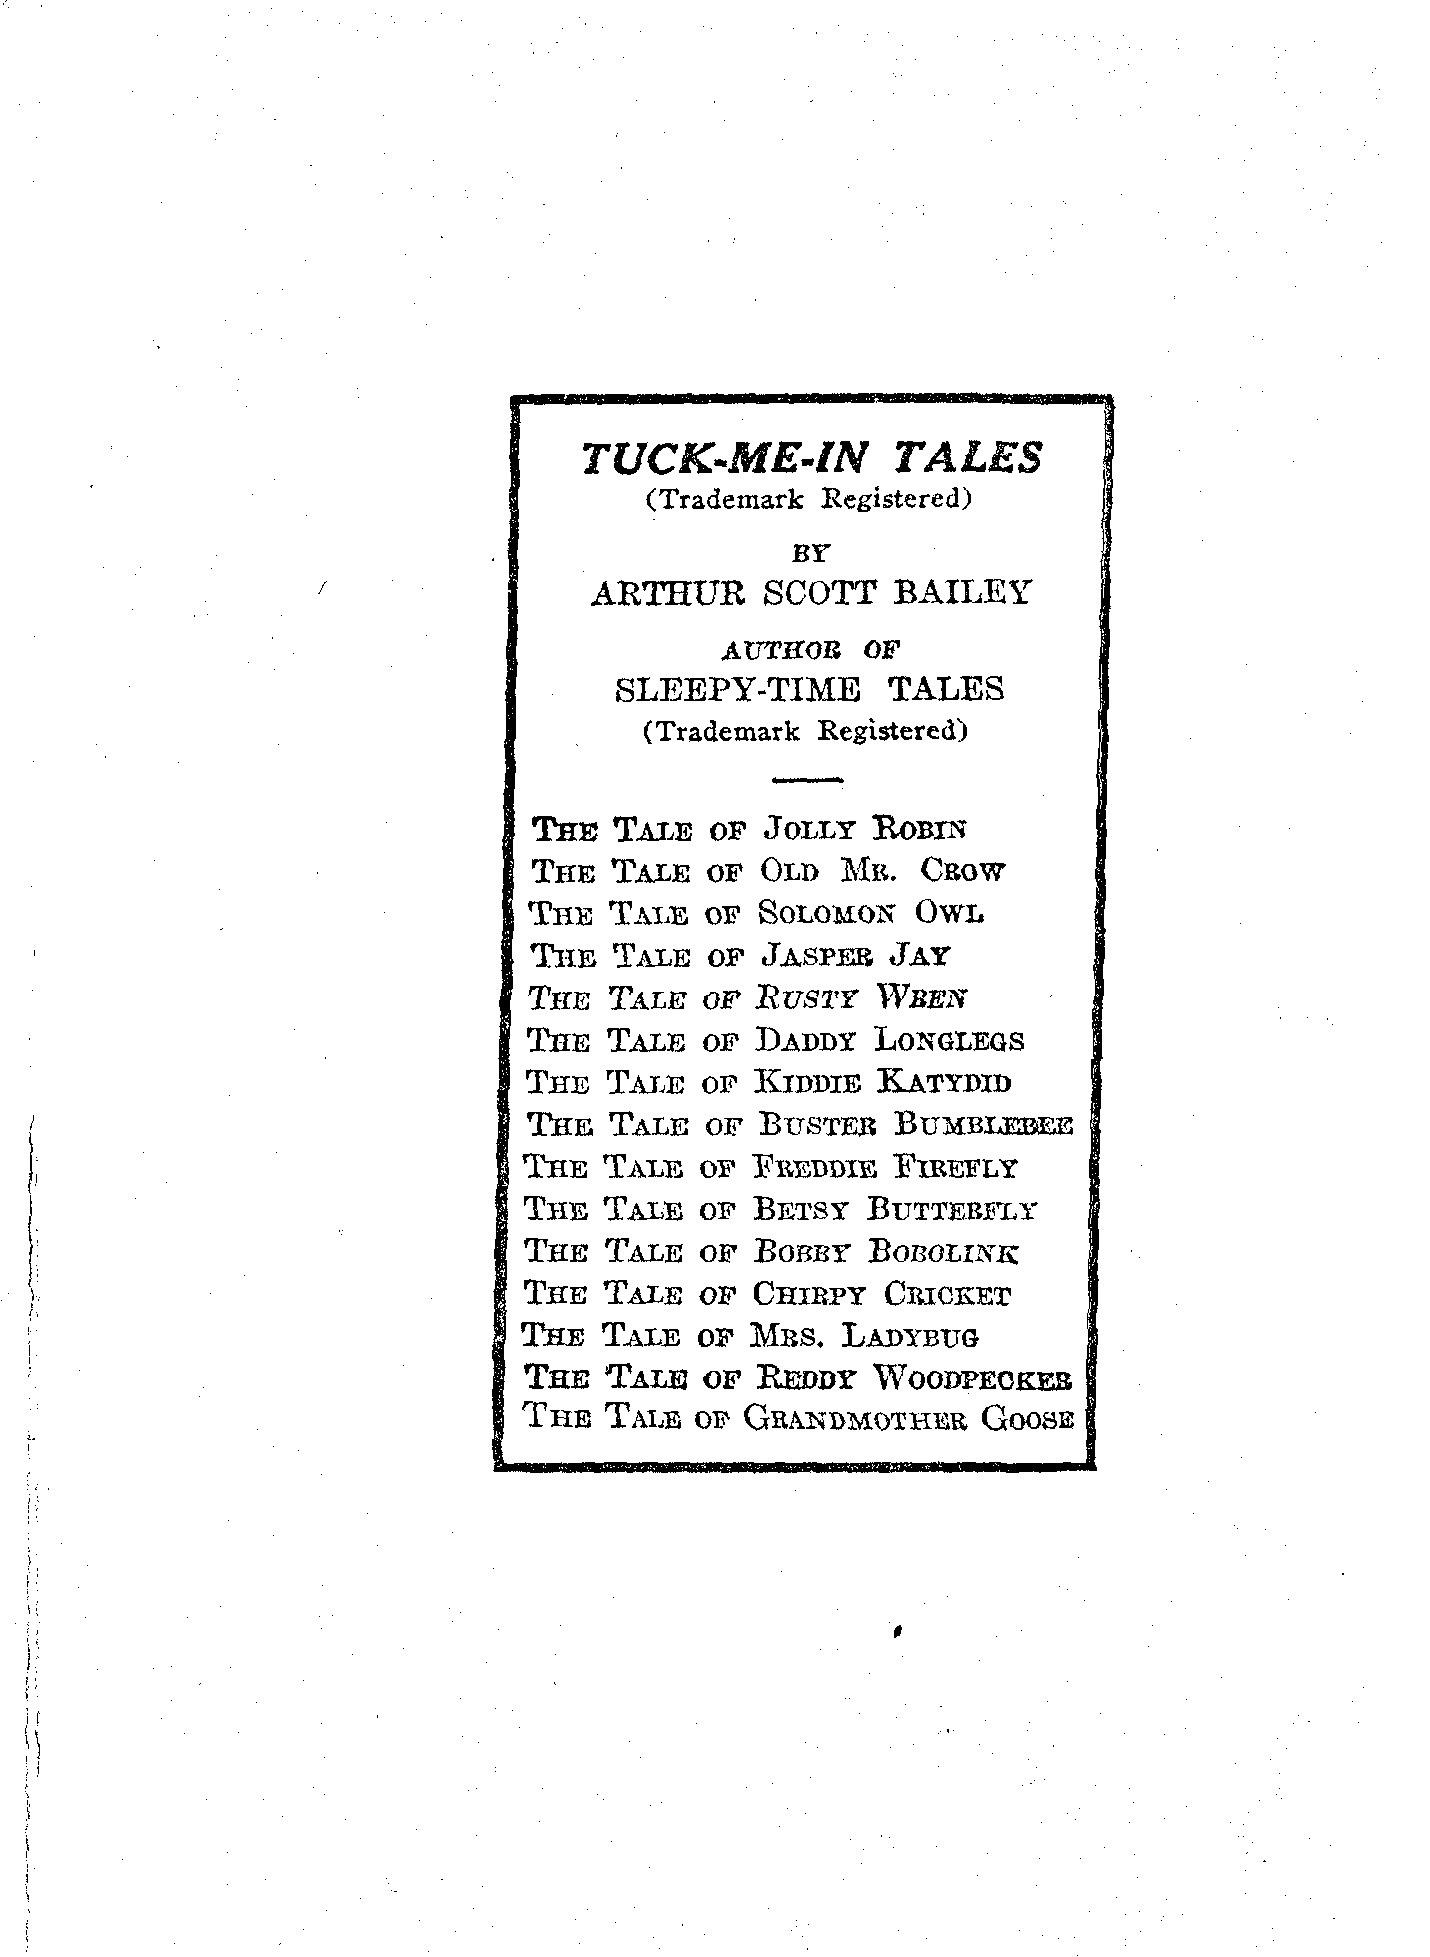 TUCK-ME-IN TALES
(Trademark Registered)
BY
ARTHUR SCOTT BAILEY
AUTHOR OF
SLEEPY-TIME TALES
(Trademark Registered)
THE TALE OF JOLLY ROBIN
THE TALE OF OLD MR. CROW
THE TALE OF SOLOMON OWL
THE TALE OF JASPER JAY
THE TALE OF RUSTY WREN
THE TALE OF DADDY LONGLEGS
THE TALE OF KIDDIE KATYDID
THE TALE OF BUSTER BUMBLEBEE
THE TALE OF FREDDIE FIREFLY
THE TALE OF BETSY BUTTERFLY
THE TALE OF BOBBY BOBOLINK
THE TALE OF CHIRPY CRICKET
THE TALE OF MRS. LADYBUG
THE TALE OF REDDY WOODPECKER
THE TALE OF GRANDMOTHER GOOSE